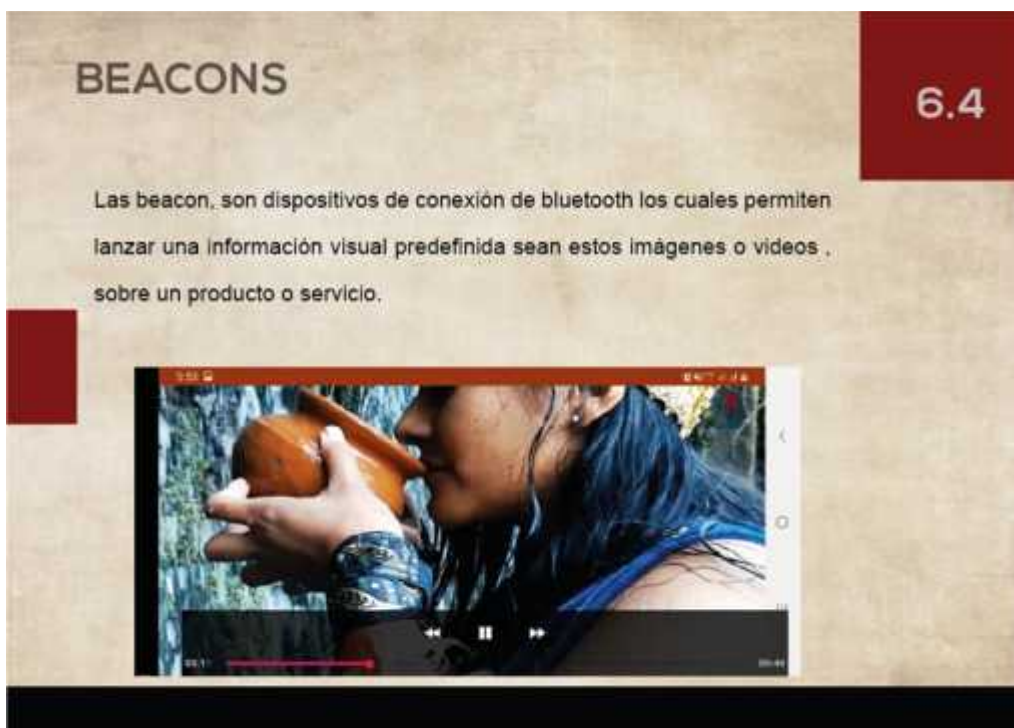 BEACONS
6.4
Las beacon, son dispositivos de conexión de bluetooth los cuales permiten
lanzar una información visual predefinida sean estos imágenes o videos ,
sobre un producto o servicio.